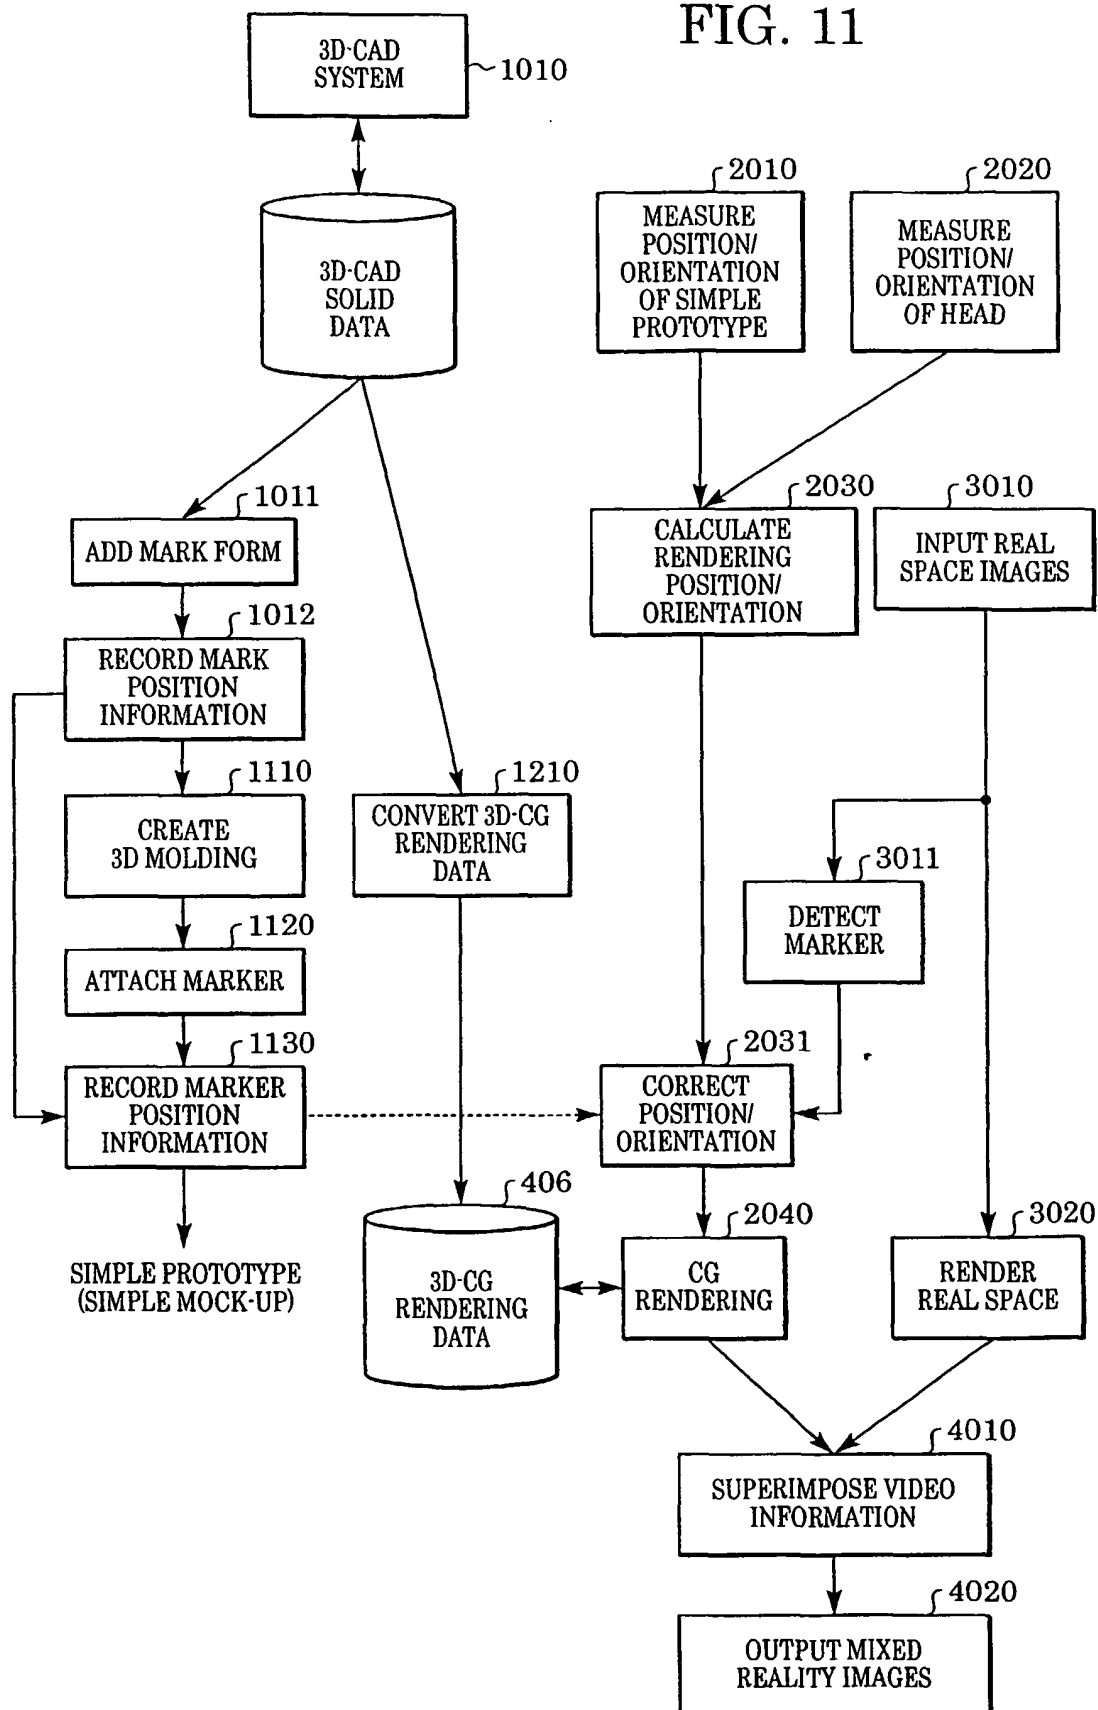 FIG. 11
3D-CAD
SYSTEM
1010
3D-CAD
SOLID
DATA
2010
MEASURE
POSITION/
ORIENTATION
OF SIMPLE
PROTOTYPE
2020
MEASURE
POSITION/
ORIENTATION
OF HEAD
1011
ADD MARK FORM
1012
RECORD MARK
POSITION
INFORMATION
1110
CREATE
3D MOLDING
1120
ATTACH MARKER
1130
RECORD MARKER
POSITION
INFORMATION
SIMPLE PROTOTYPE
(SIMPLE MOCK-UP)
1210
CONVERT 3D-CG
RENDERING
DATA
406
3D-CG
RENDERING
DATA
2030
CALCULATE
RENDERING
POSITION/
ORIENTATION
3010
INPUT REAL
SPACE IMAGES
3011
DETECT
MARKER
2031
CORRECT
POSITION/
ORIENTATION
2040
CG
RENDERING
3020
RENDER
REAL SPACE
4010
SUPERIMPOSE VIDEO
INFORMATION
4020
OUTPUT MIXED
REALITY IMAGES